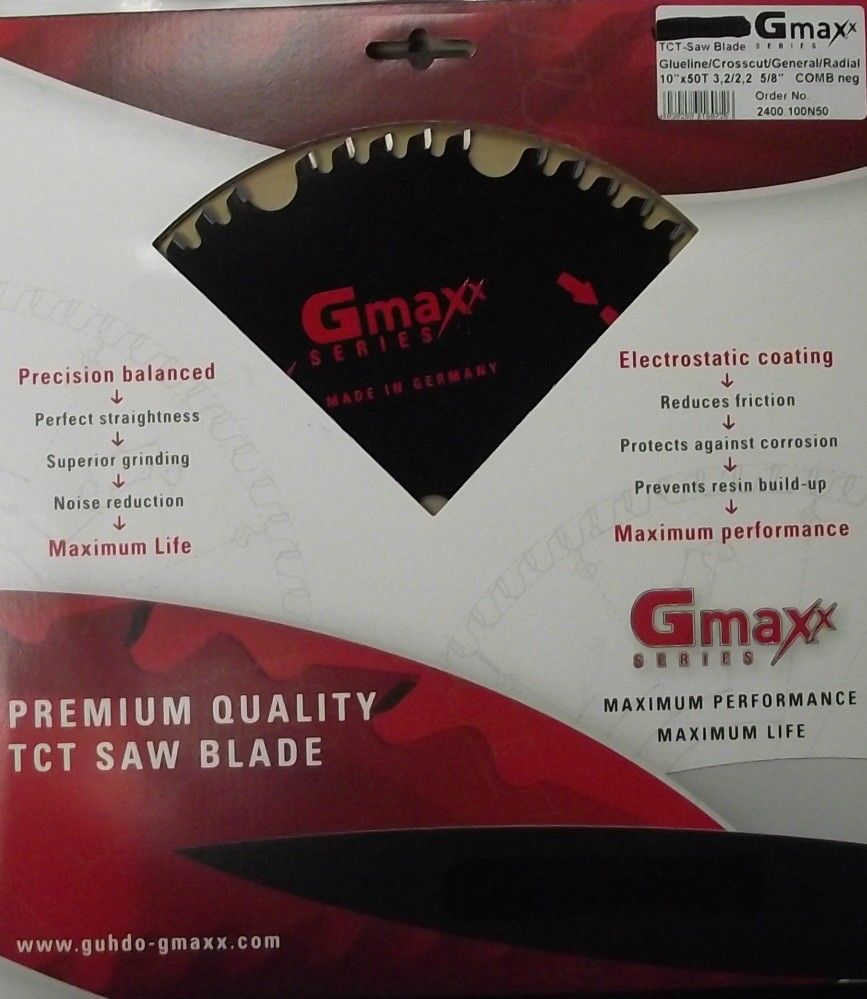 Gmaxx
SERIES
TCT-Saw Blade
Glueline/Crosscut/General/Radial
10"x50T 3,2/2,2 5/8" COMB neg
Order No.
2400.100N50
Gmaxx
SERIES
MADE IN GERMANY
Precision balanced
Perfect straightness
Superior grinding
Noise reduction
Maximum Life
Electrostatic coating
Reduces friction
Protects against corrosion
Prevents resin build-up
Maximum performance
Gmaxx
SERIES
MAXIMUM PERFORMANCE
MAXIMUM LIFE
PREMIUM QUALITY
TCT SAW BLADE
www.guhdo-gmaxx.com